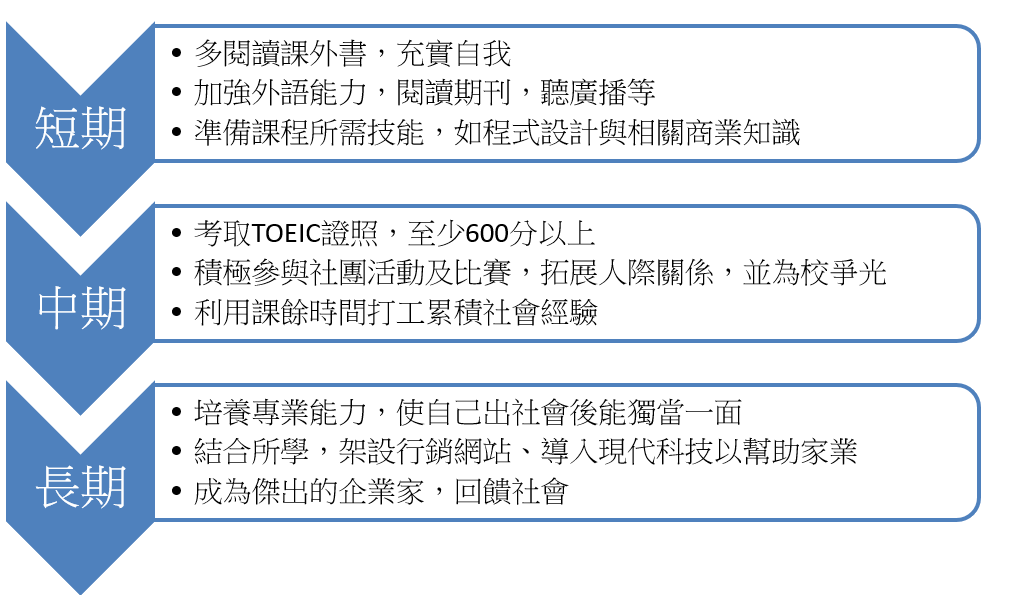 短期
• 多閱讀課外書，充實自我
• 加強外語能力，閱讀期刊，聽廣播等
• 準備課程所需技能，如程式設計與相關商業知識
中期
• 考取TOEIC證照，至少600分以上
• 積極參與社團活動及比賽，拓展人際關係，並為校爭光
• 利用課餘時間打工累積社會經驗
長期
• 培養專業能力，使自己出社會後能獨當一面
• 結合所學，架設行銷網站、導入現代科技以幫助家業
• 成為傑出的企業家，回饋社會